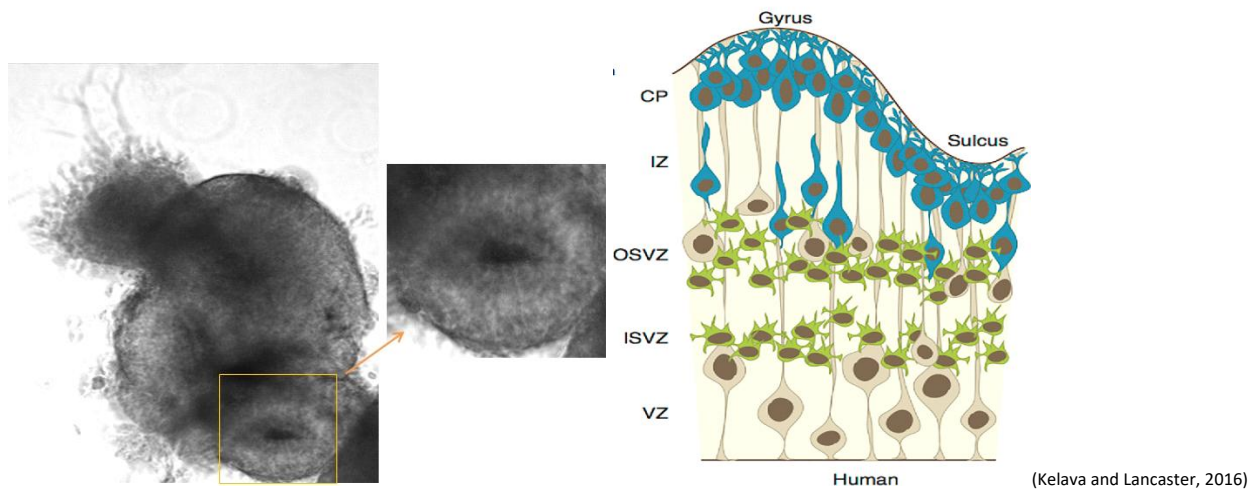 Gyrus
CP
Sulcus
IZ
OSVZ
ISVZ
VZ
Human
(Kelava and Lancaster, 2016)